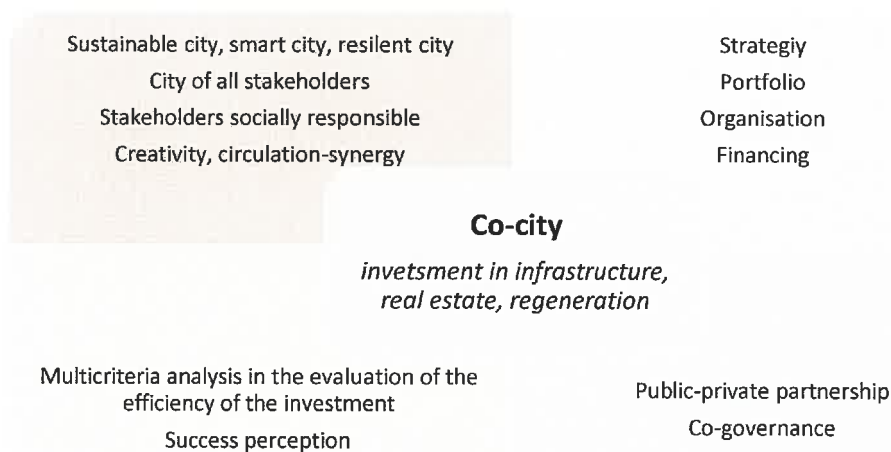 Sustainable city, smart city, resilent city
City of all stakeholders
Stakeholders socially responsible
Creativity, circulation-synergy
Strategiy
Portfolio
Organisation
Financing
Co-city
invetsment in infrastructure,
real estate, regeneration
Multicriteria analysis in the evaluation of the
efficiency of the investment
Success perception
Public-private partnership
Co-governance